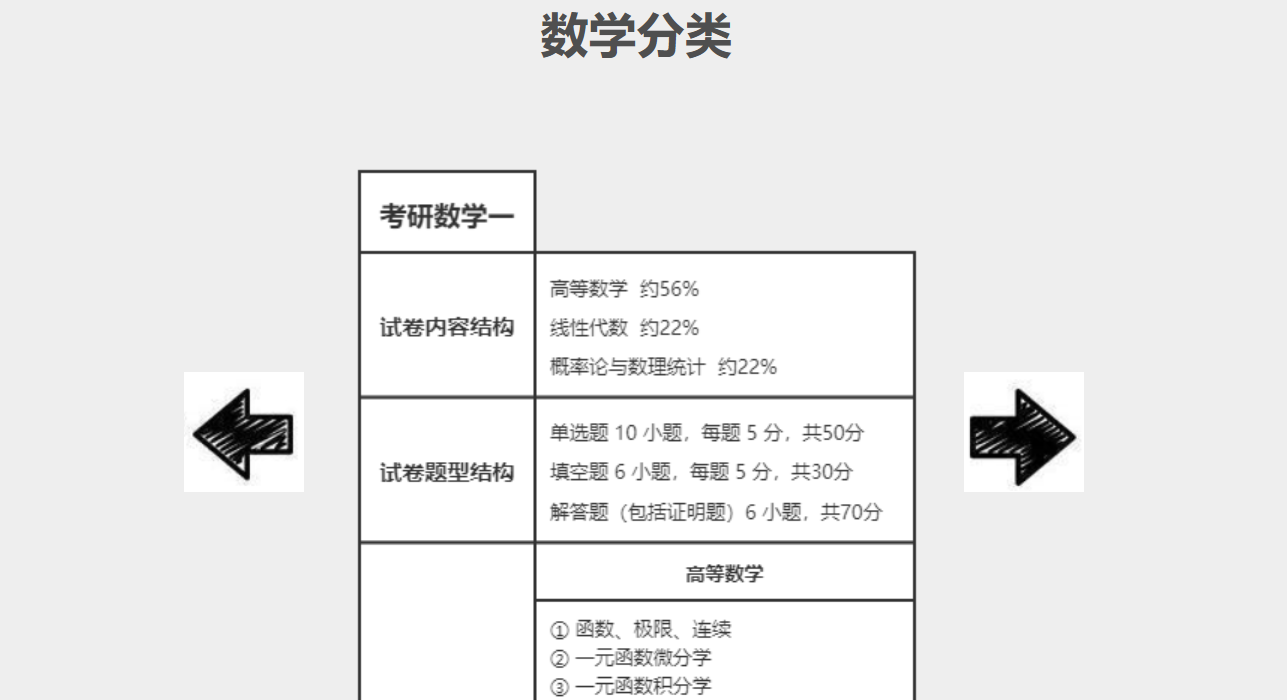 数学分类
考研数学一
试卷内容结构
高等数学 约56%
线性代数 约22%
概率论与数理统计 约22%
试卷题型结构
单选题 10 小题，每题 5 分，共50分
填空题 6 小题，每题 5 分，共30分
解答题（包括证明题）6 小题，共70分
高等数学
① 函数、极限、连续
② 一元函数微分学
③ 一元函数积分学